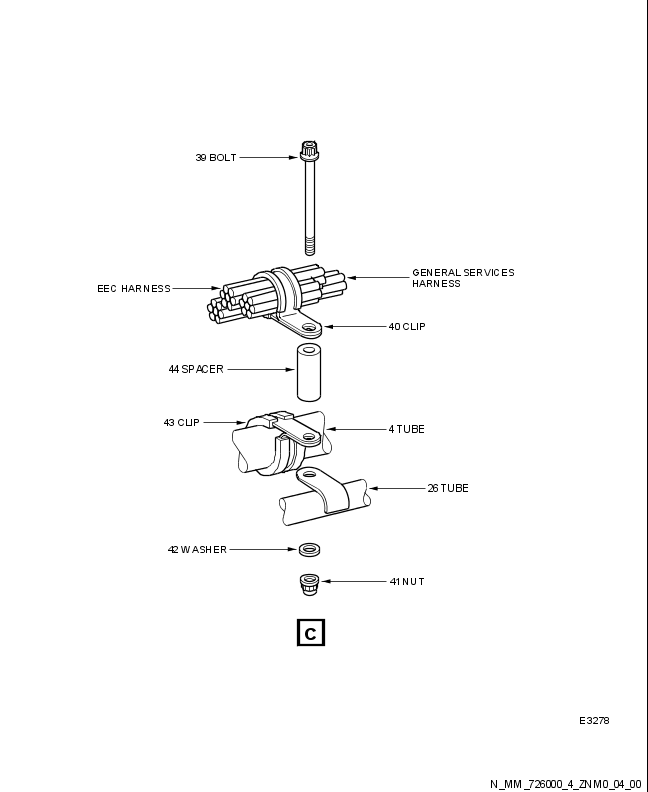 39 BOLT
EEC HARNESS
GENERAL SERVICES
HARNESS
40 CLIP
44 SPACER
43 CLIP
4 TUBE
26 TUBE
42 WASHER
41 NUT
C
E3278
N_MM_726000_4_ZNM0_04_00